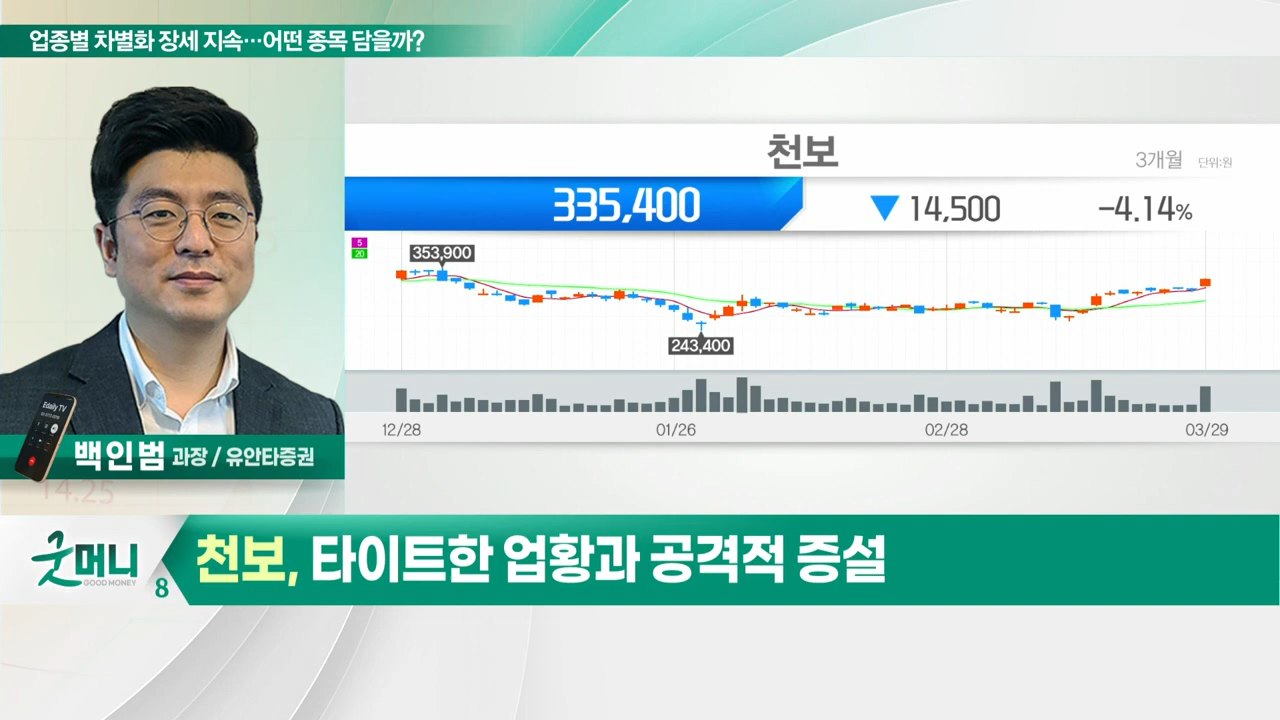 업종별 차별화 장세 지속…어떤 종목 담을까?
천보
3개월 단위:원
335,400 ▼ 14,500 -4.14%
5
20
353,900
243,400
12/28 01/26 02/28 03/29
Edaily TV
백인범 과장 / 유안타증권
14.25
굿머니
GOOD MONEY
8
천보, 타이트한 업황과 공격적 증설